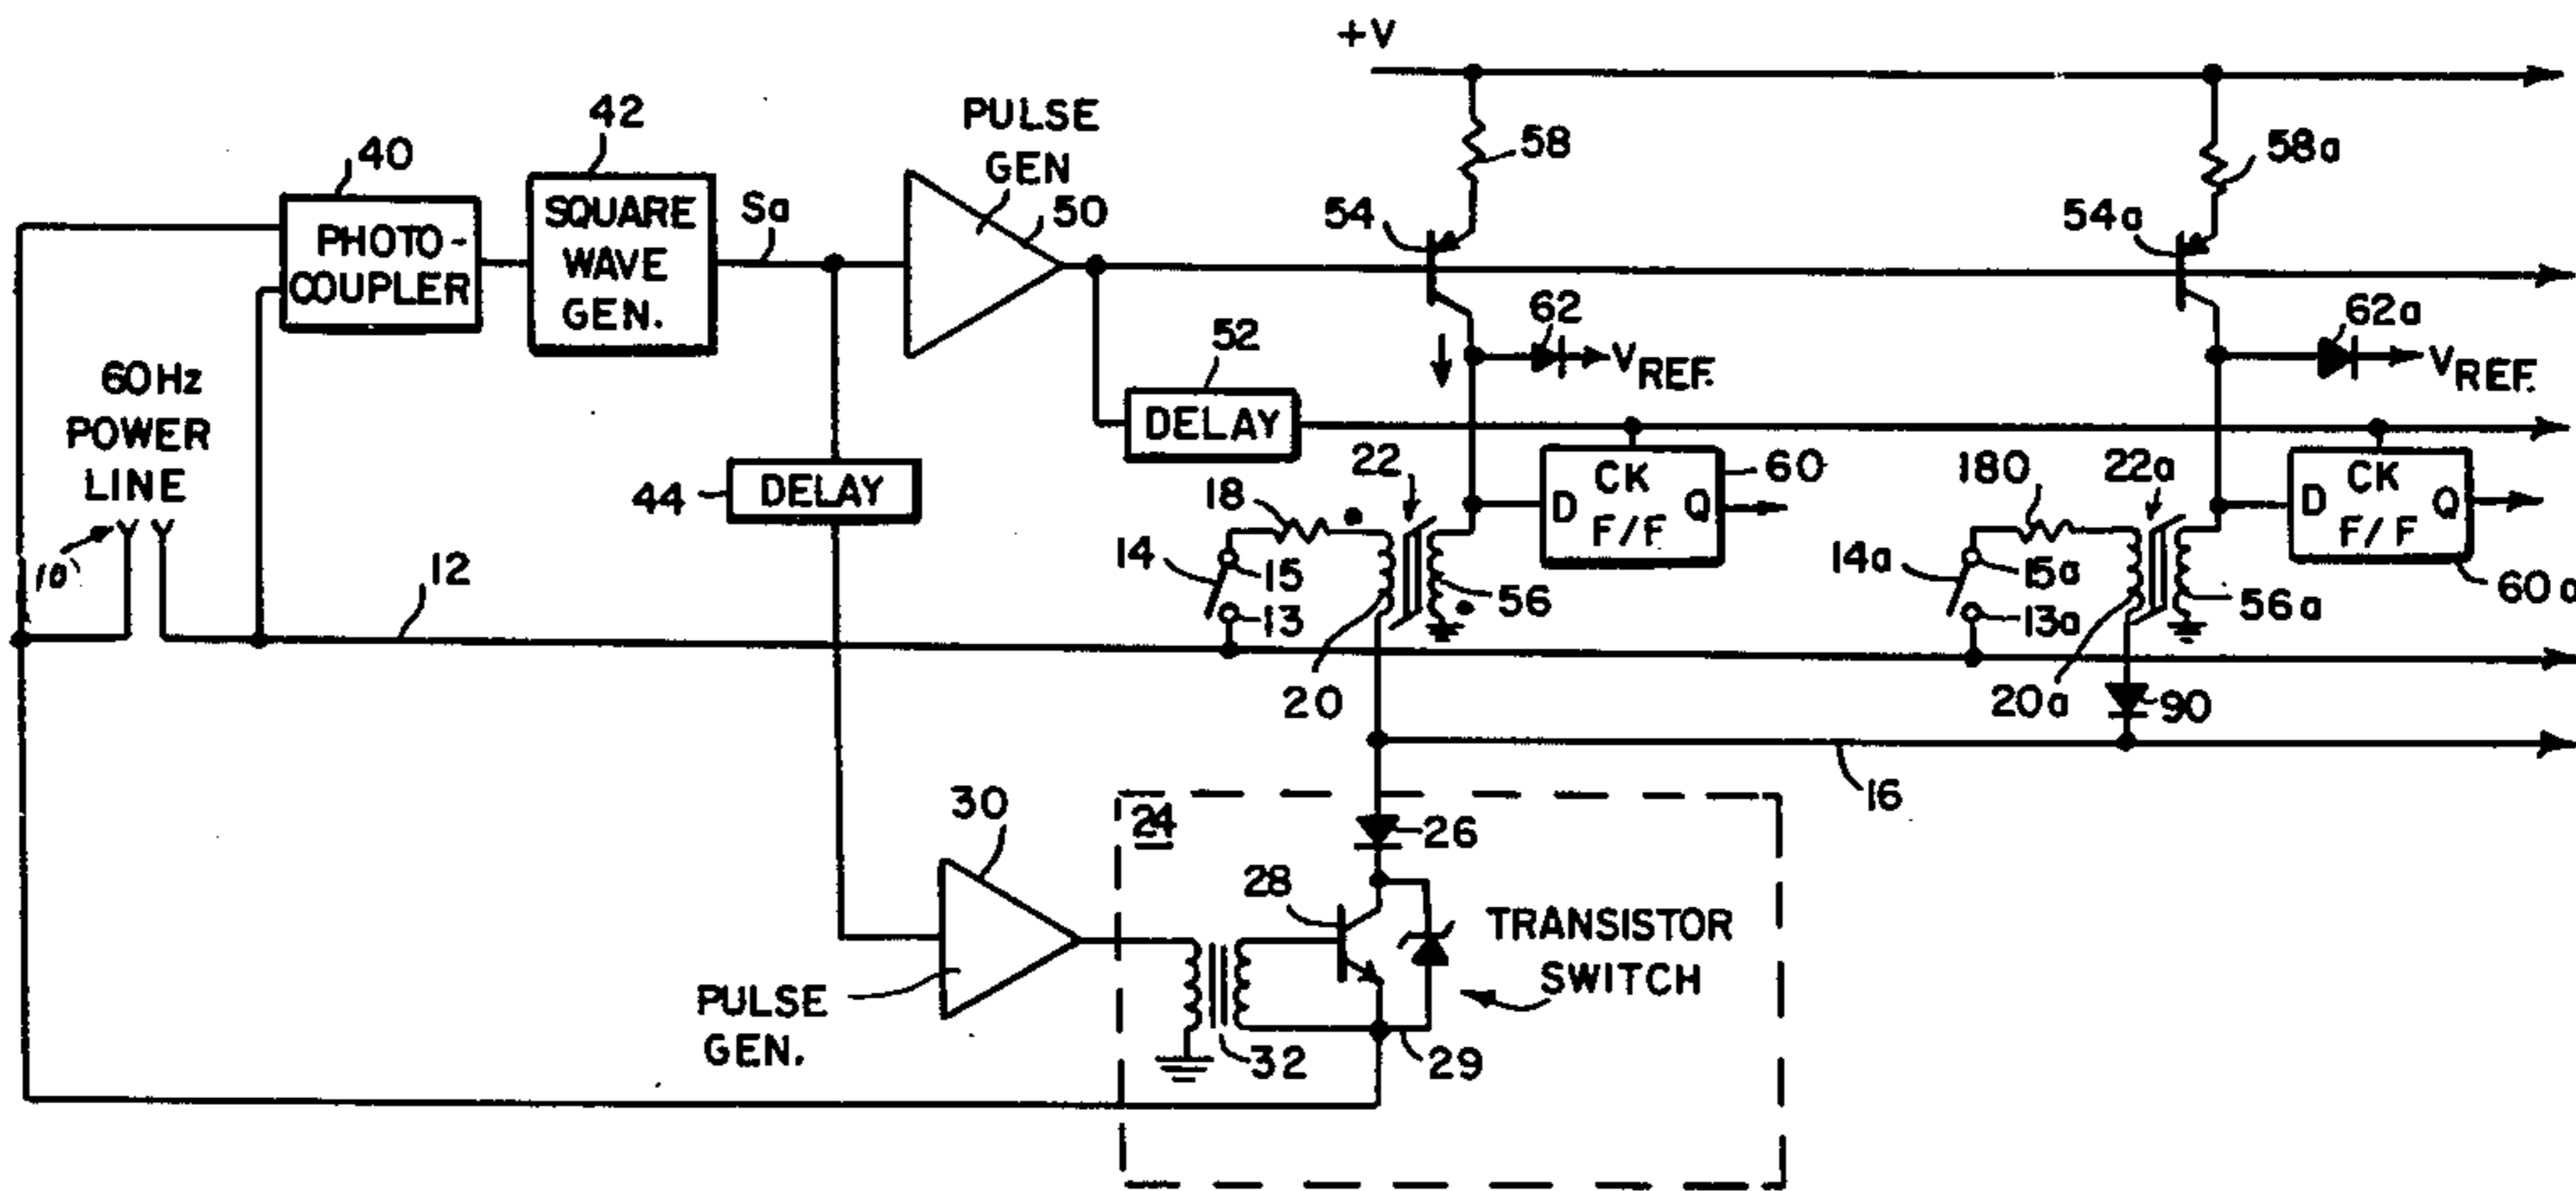 +V
PULSE
GEN
50
42
40
SQUARE
WAVE
GEN.
Sa
PHOTO-
COUPLER
58
58a
54
54a
62
62a
VREF.
VREF.
60Hz
POWER
LINE
10
52
DELAY
44
DELAY
12
22
22a
18
180
14
15
13
14a
15a
13a
D
CK
F/F
Q
60
D
CK
F/F
Q
60a
56
56a
20
20a
90
16
30
24
26
28
TRANSISTOR
SWITCH
PULSE
GEN.
32
29